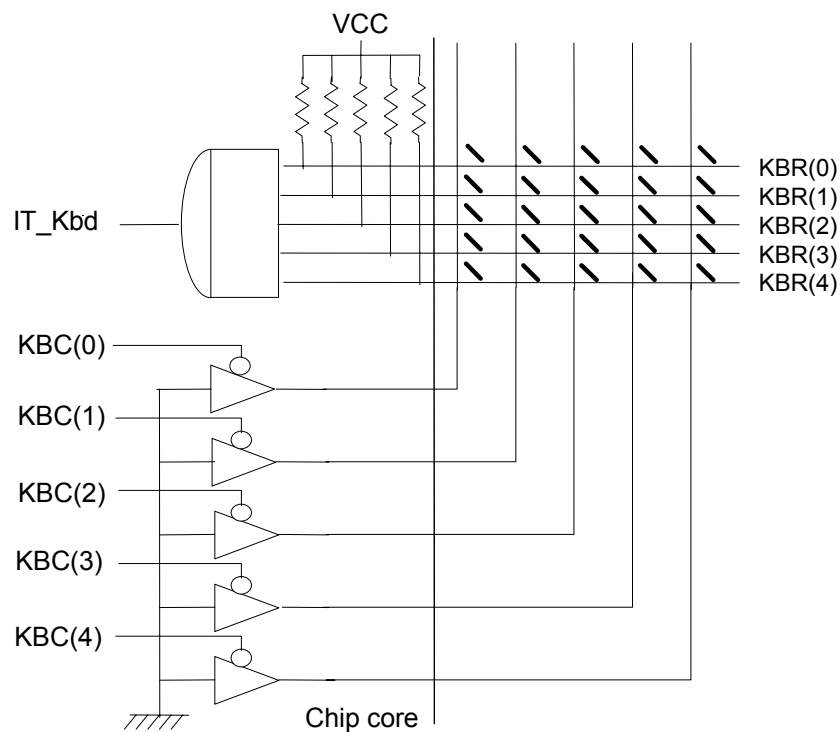 VCC
KBR(0)
KBR(1)
IT_Kbd
KBR(2)
KBR(3)
KBR(4)
KBC(0)
KBC(1)
KBC(2)
KBC(3)
KBC(4)
Chip core